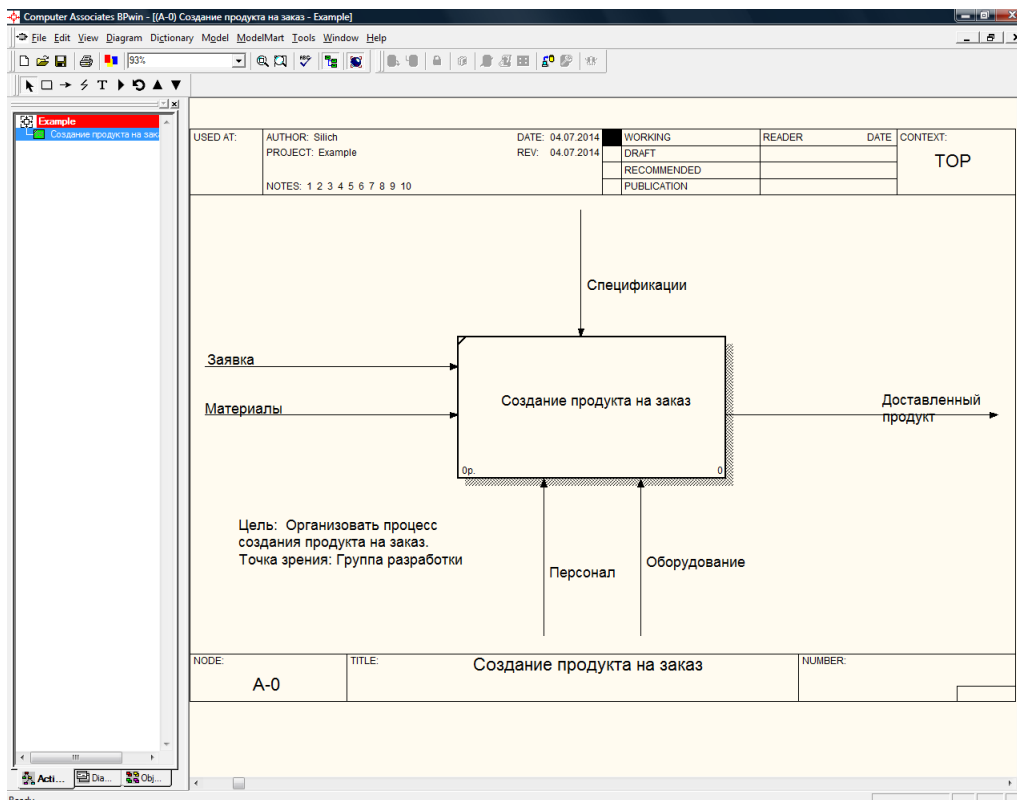 Computer Associates BPwin - [(A-0) Создание продукта на заказ - Example]
File Edit View Diagram Dictionary Model ModelMart Tools Window Help
93%
ABC
T
Example
Создание продукта на зак
USED AT:
AUTHOR: Silich
DATE: 04.07.2014
WORKING
READER
DATE
CONTEXT:
PROJECT: Example
REV: 04.07.2014
DRAFT
TOP
RECOMMENDED
NOTES: 1 2 3 4 5 6 7 8 9 10
PUBLICATION
Спецификации
Заявка
Материалы
Создание продукта на заказ
Доставленный
продукт
0р.
0
Цель: Организовать процесс
создания продукта на заказ.
Точка зрения: Группа разработки
Персонал
Оборудование
NODE:
A-0
TITLE:
Создание продукта на заказ
NUMBER:
Acti...
Dia...
Obj...
Ready